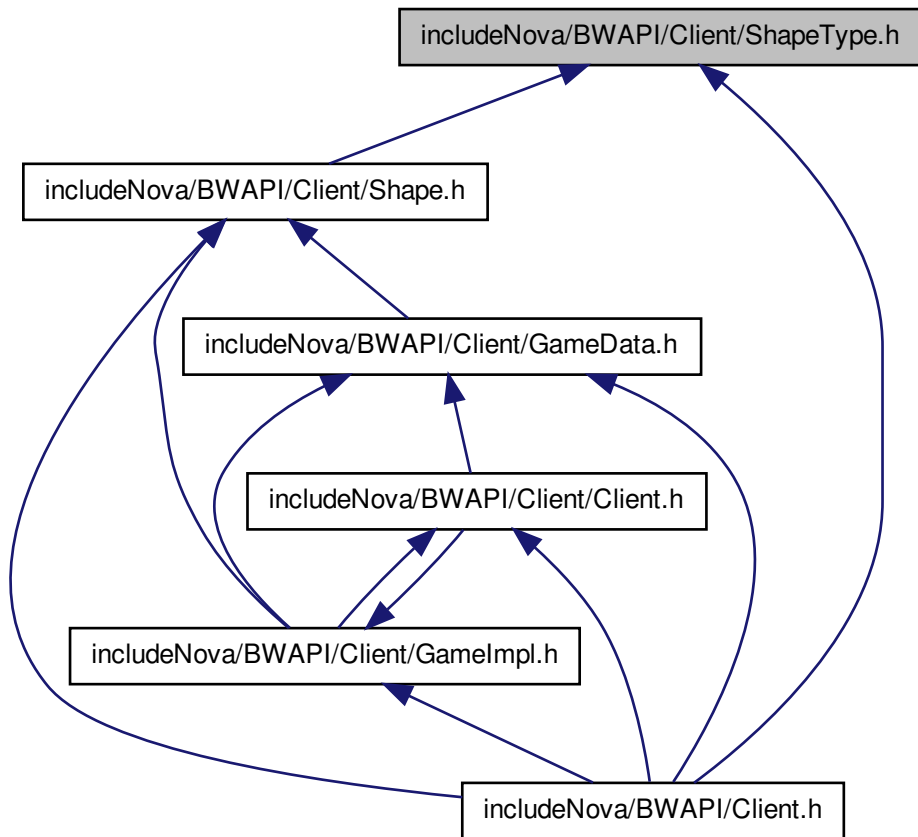 includeNova/BWAPI/Client/ShapeType.h
includeNova/BWAPI/Client/Shape.h
includeNova/BWAPI/Client/GameData.h
includeNova/BWAPI/Client/Client.h
includeNova/BWAPI/Client/GameImpl.h
includeNova/BWAPI/Client.h